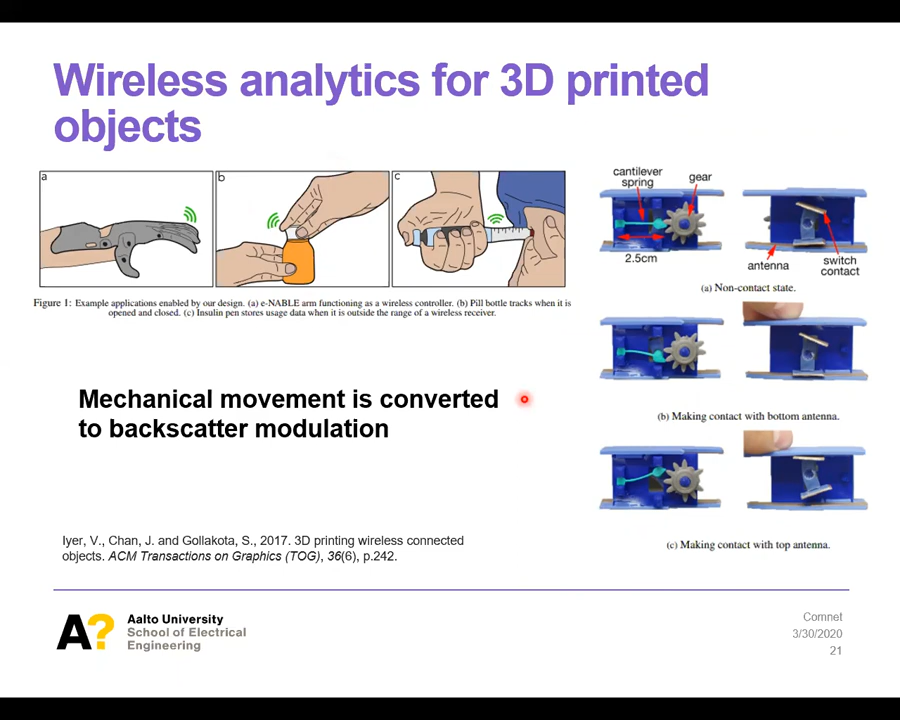 Wireless analytics for 3D printed
objects
a
b
c
Figure 1: Example applications enabled by our design. (a) e-NABLE arm functioning as a wireless controller. (b) Pill bottle tracks when it is
opened and closed. (c) Insulin pen stores usage data when it is outside the range of a wireless receiver.
cantilever
spring
gear
2.5cm
antenna
switch
contact
(a) Non-contact state.
(b) Making contact with bottom antenna.
(c) Making contact with top antenna.
Mechanical movement is converted
to backscatter modulation
Iyer, V., Chan, J. and Gollakota, S., 2017. 3D printing wireless connected
objects. ACM Transactions on Graphics (TOG), 36(6), p.242.
A?
Aalto University
School of Electrical
Engineering
Comnet
3/30/2020
21